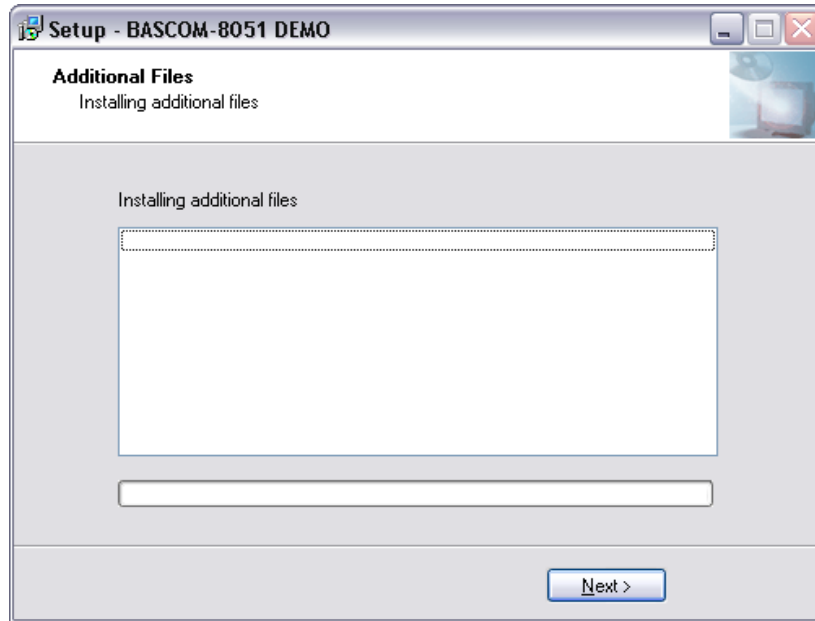 Setup - BASCOM-8051 DEMO
Additional Files
Installing additional files
Installing additional files
Next >